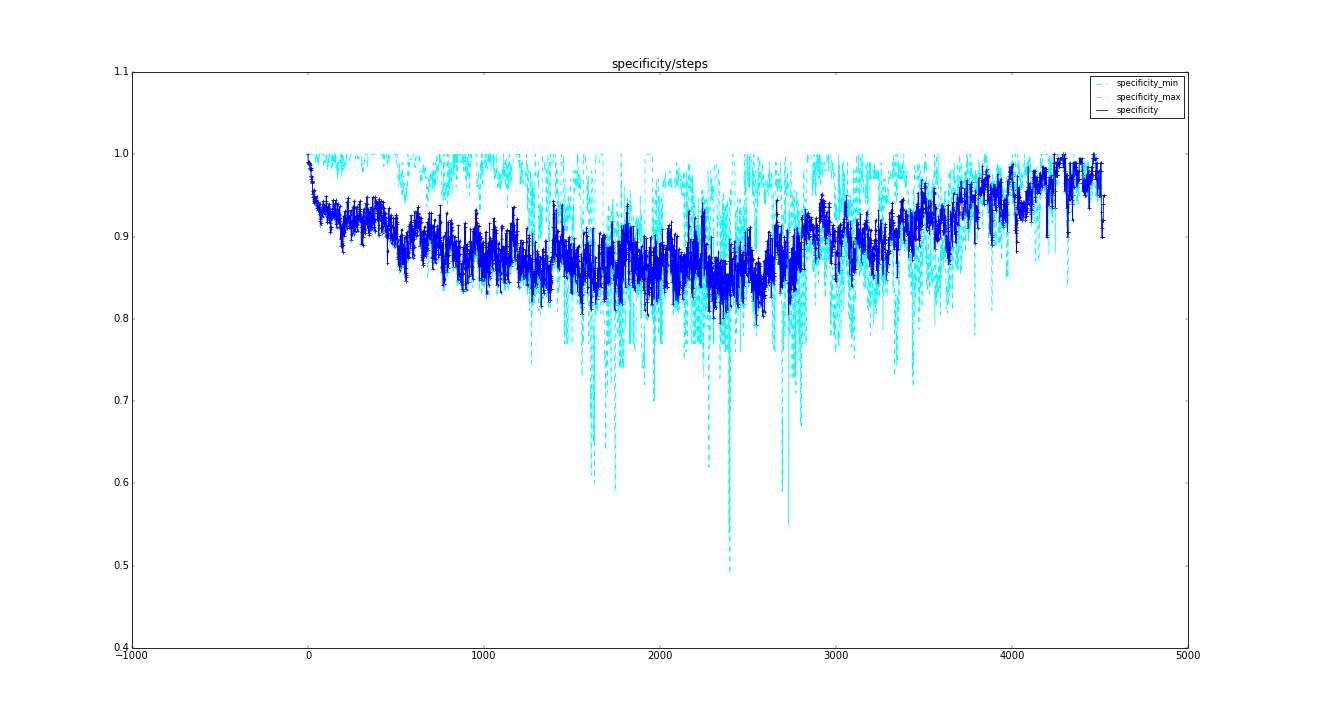 specificity/steps
1.1
1.0
0.9
0.8
0.7
0.6
0.5
0.4
specificity_min
specificity_max
specificity
−1000 0 1000 2000 3000 4000 5000